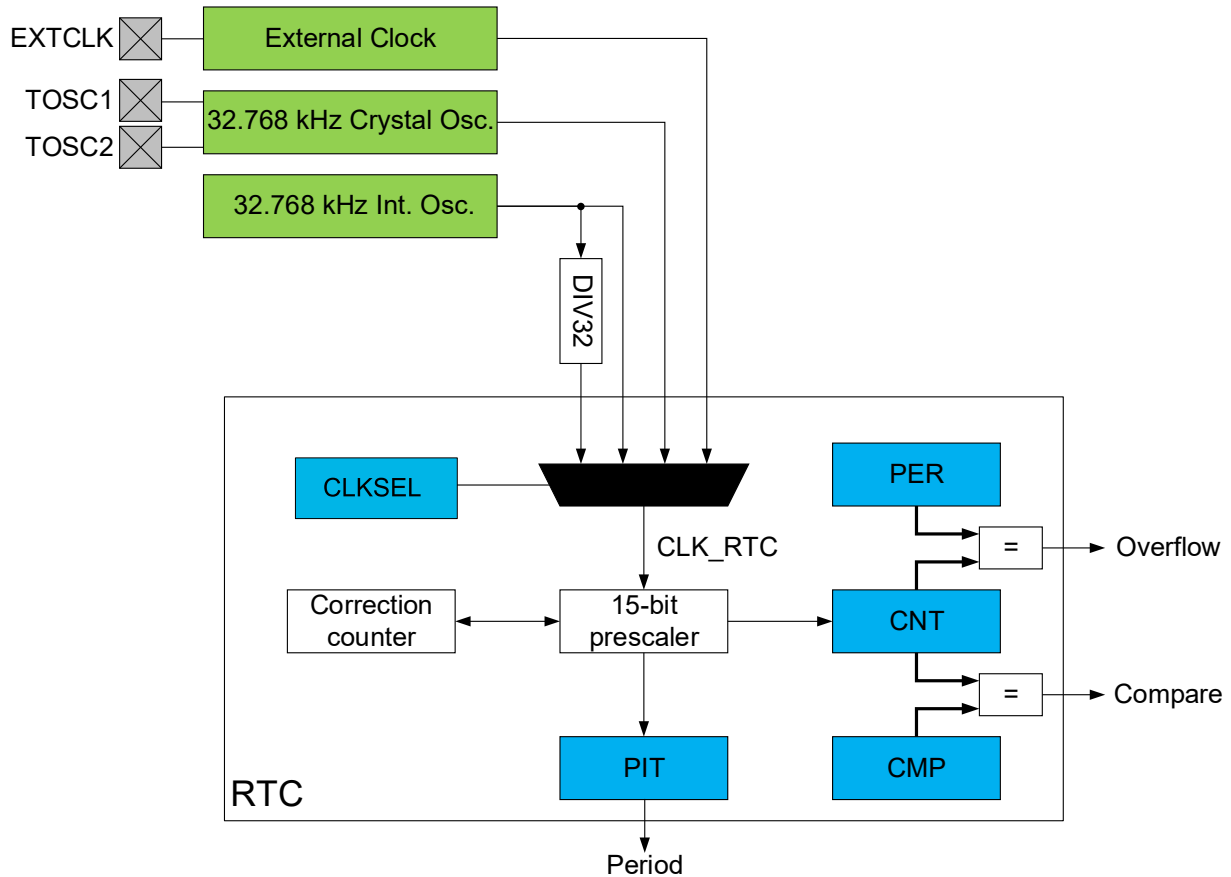 EXTCLK
External Clock
TOSC1
TOSC2
32.768 kHz Crystal Osc.
32.768 kHz Int. Osc.
DIV32
CLKSEL
PER
=
Overflow
CLK_RTC
Correction
counter
15-bit
prescaler
CNT
=
Compare
PIT
CMP
RTC
Period